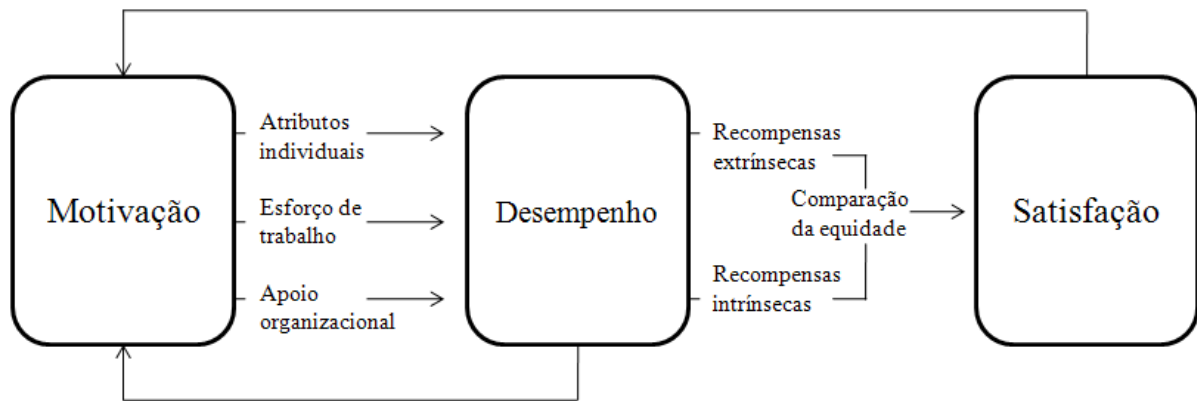 Motivação
Atributos
individuais
Esforço de
trabalho
Apoio
organizacional
Desempenho
Recompensas
extrínsecas
Comparação
da equidade
Recompensas
intrínsecas
Satisfação